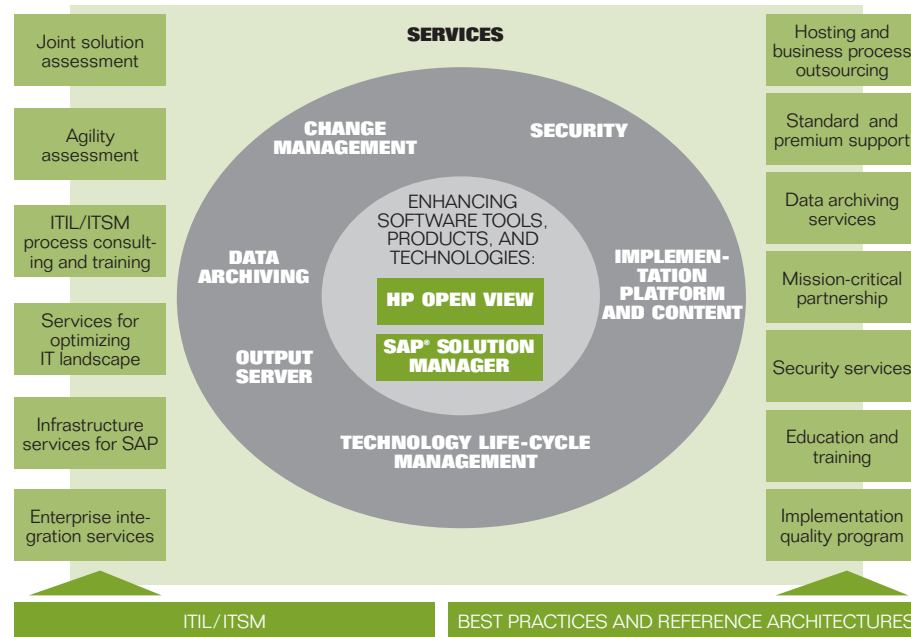 SERVICES
Joint solution
assessment
Agility
assessment
ITIL/ITSM
process consult-
ing and training
Services for
optimizing
IT landscape
Infrastructure
services for SAP
Enterprise inte-
gration services
CHANGE
MANAGEMENT
SECURITY
DATA
ARCHIVING
IMPLEMEN-
TATION
PLATFORM
AND CONTENT
OUTPUT
SERVER
TECHNOLOGY LIFE-CYCLE
MANAGEMENT
ENHANCING
SOFTWARE TOOLS,
PRODUCTS, AND
TECHNOLOGIES:
HP OPEN VIEW
SAP® SOLUTION
MANAGER
Hosting and
business process
outsourcing
Standard and
premium support
Data archiving
services
Mission-critical
partnership
Security services
Education and
training
Implementation
quality program
ITIL/ITSM
BEST PRACTICES AND REFERENCE ARCHITECTURES